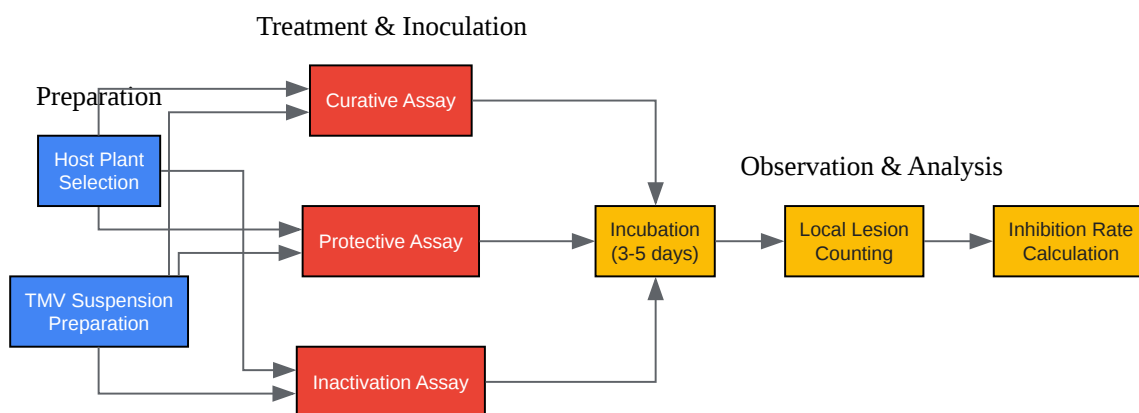 Treatment & Inoculation
Preparation
Curative Assay
Host Plant
Selection
Observation & Analysis
Protective Assay
Incubation
(3-5 days)
Local Lesion
Counting
Inhibition Rate
Calculation
TMV Suspension
Preparation
Inactivation Assay